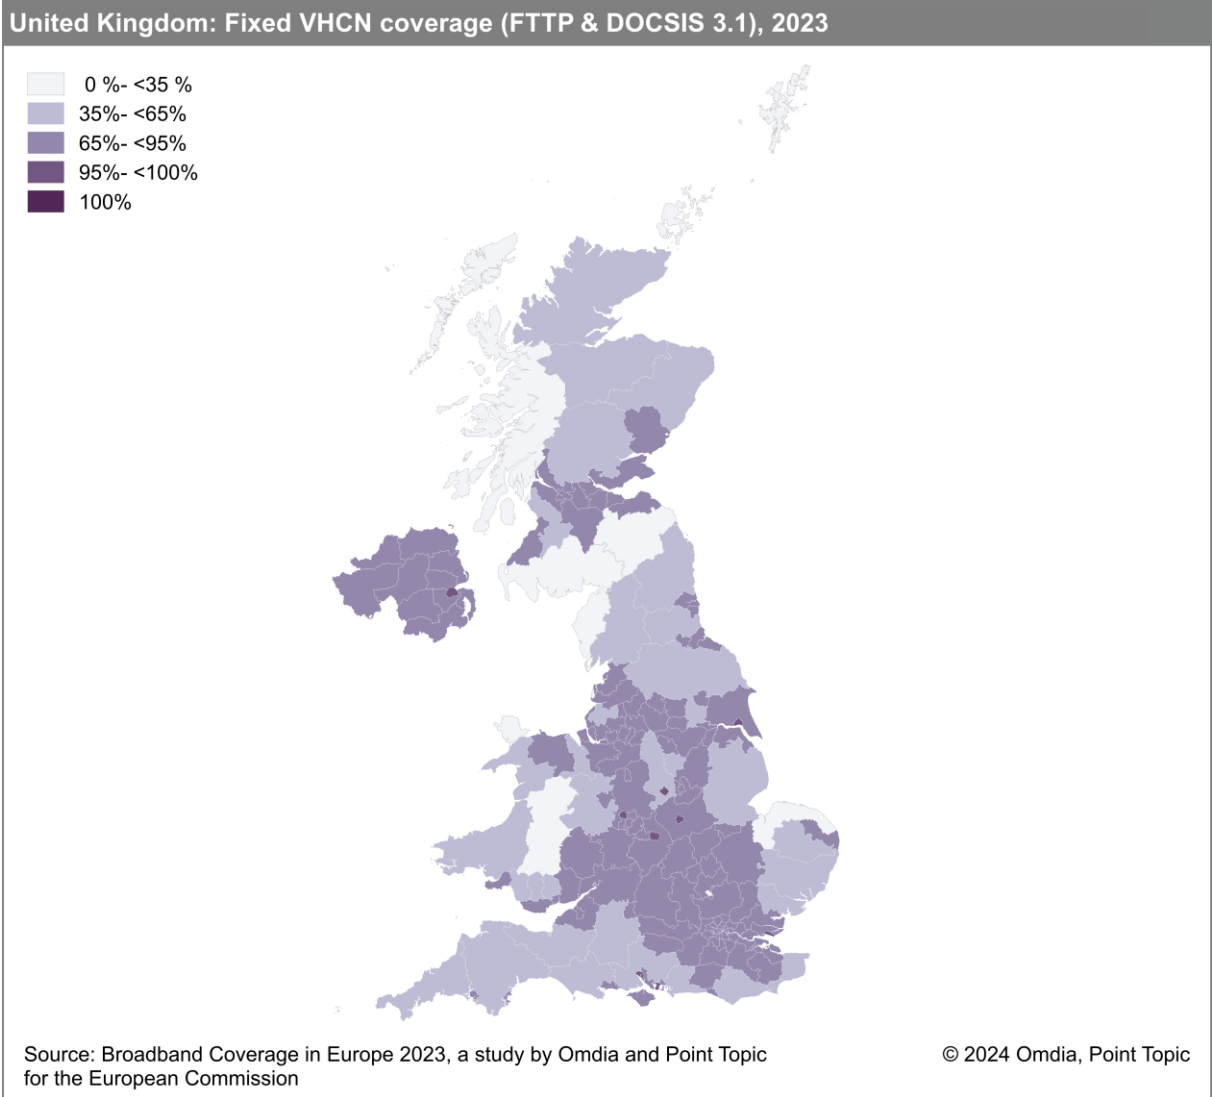 United Kingdom: Fixed VHCN coverage (FTTP & DOCSIS 3.1), 2023
0 %- <35 %
35%- <65%
65%- <95%
95%- <100%
100%
Source: Broadband Coverage in Europe 2023, a study by Omdia and Point Topic
for the European Commission
© 2024 Omdia, Point Topic